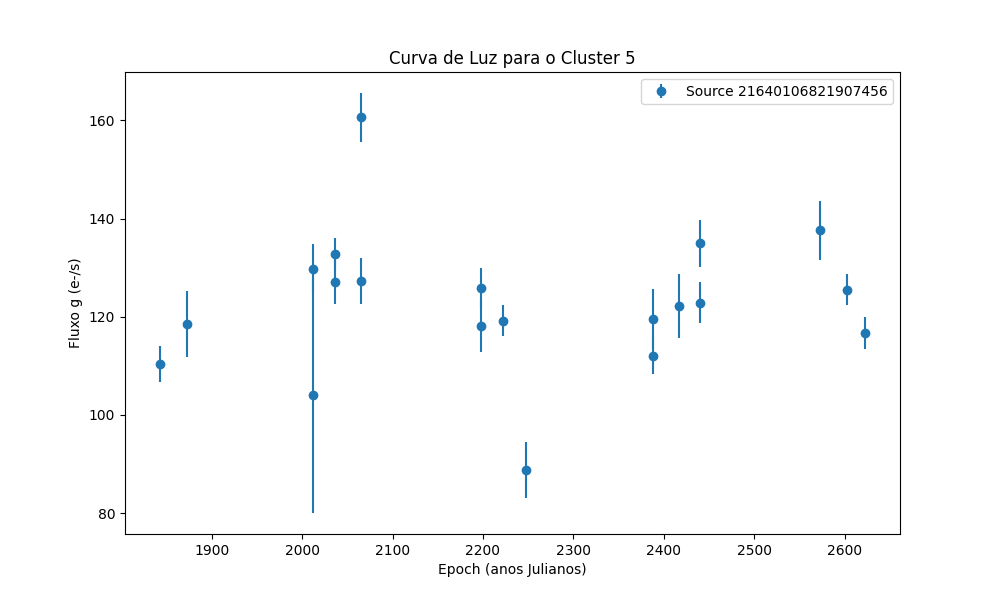 Curva de Luz para o Cluster 5
Source 21640106821907456
Fluxo g (e-/s)
160
140
120
100
80
1900 2000 2100 2200 2300 2400 2500 2600
Epoch (anos Julianos)